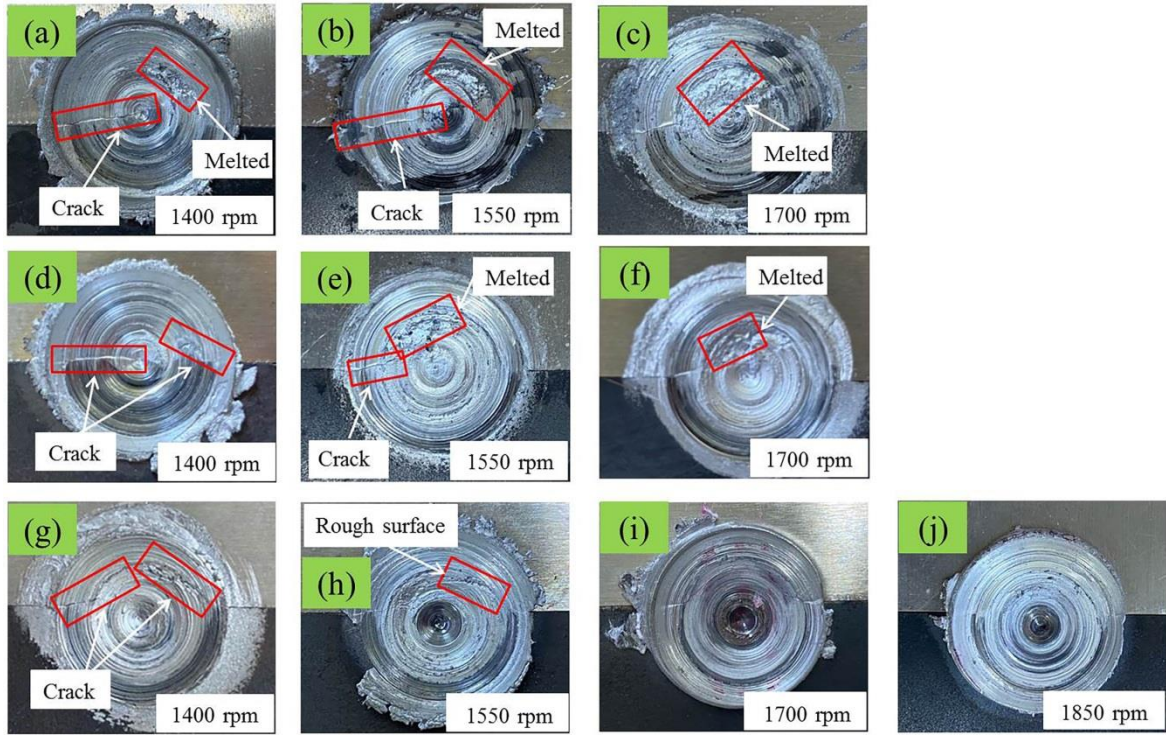 (a)
Melted
Crack
1400 rpm
(b)
Melted
Crack
1550 rpm
(c)
Melted
1700 rpm
(d)
Crack
1400 rpm
(e)
Melted
Crack
1550 rpm
(f)
Melted
1700 rpm
(g)
Crack
1400 rpm
Rough surface
(h)
1550 rpm
(i)
1700 rpm
(j)
1850 rpm